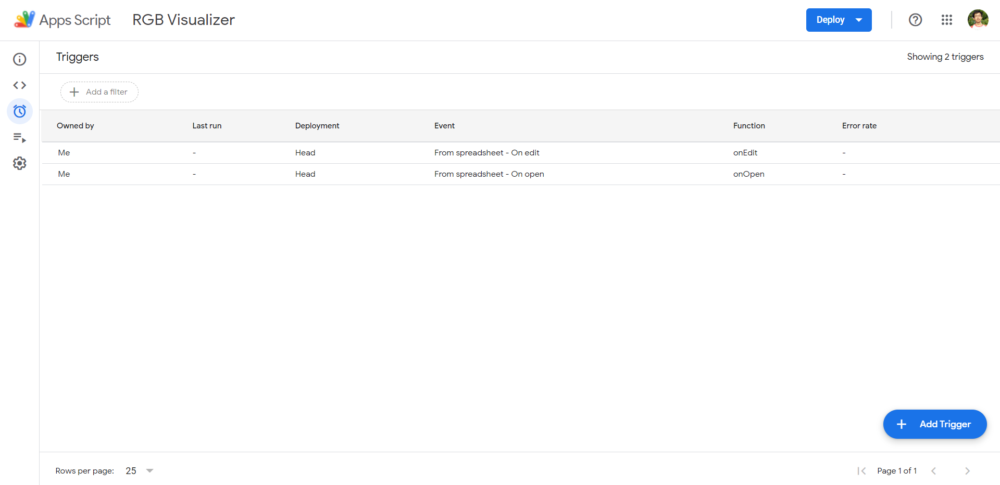 Apps Script RGB Visualizer Deploy
Triggers Showing 2 triggers
Add a filter
Owned by Last run Deployment Event Function Error rate
Me - Head From spreadsheet - On edit onEdit -
Me - Head From spreadsheet - On open onOpen -
Add Trigger
Rows per page: 25 Page 1 of 1